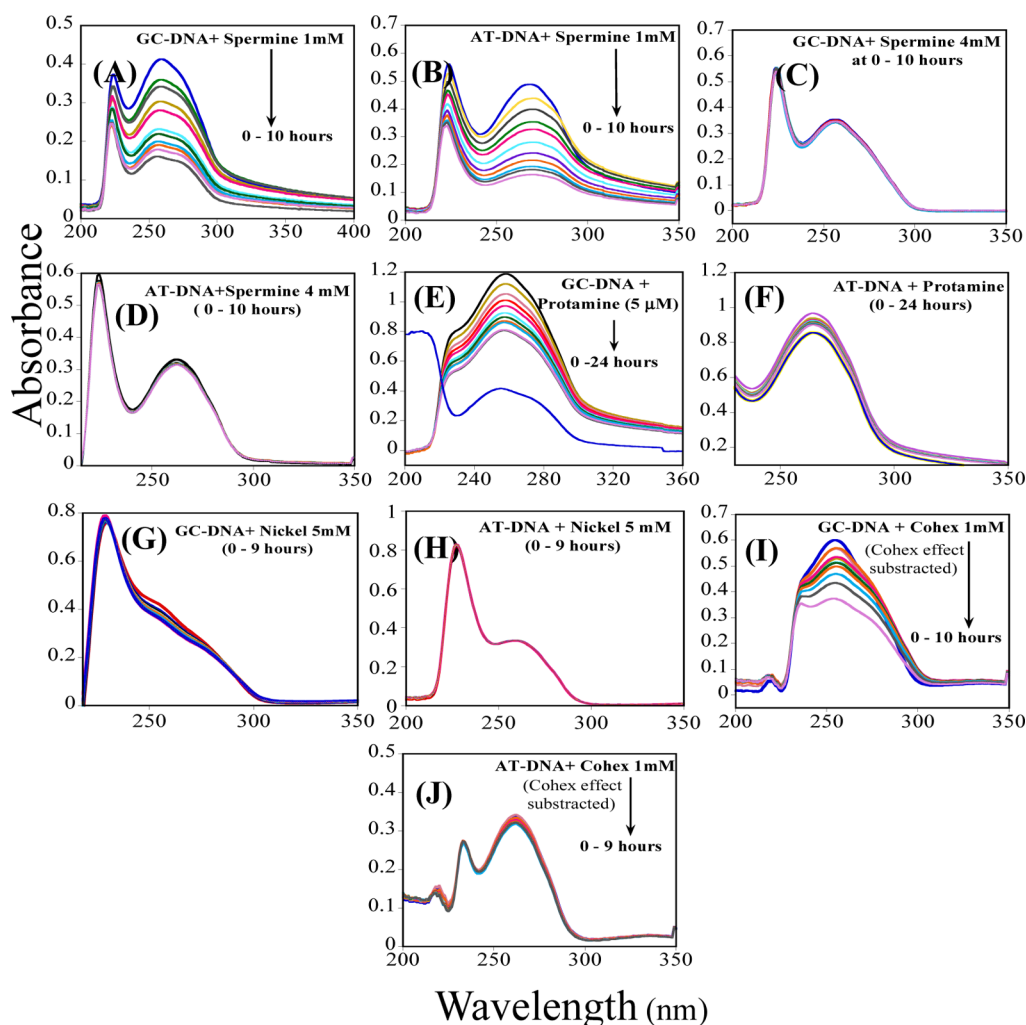 Absorbance
(A)
GC-DNA+ Spermine 1mM
0 - 10 hours
0.5
0.4
0.3
0.2
0.1
0
200 250 300 350 400
(B)
AT-DNA+ Spermine 1mM
0 - 10 hours
0.7
0.6
0.5
0.4
0.3
0.2
0.1
0
200 250 300 350
(C)
GC-DNA+ Spermine 4mM
at 0 - 10 hours
0.7
0.6
0.5
0.4
0.3
0.2
0.1
0
200 250 300 350
(D)
AT-DNA+Spermine 4 mM
( 0 - 10 hours)
0.6
0.5
0.4
0.3
0.2
0.1
0
250 300 350
(E)
GC-DNA +
Protamine (5 μM)
0 -24 hours
1.2
1
0.8
0.6
0.4
0.2
0
200 220 240 260 280 300 320 340 360
(F)
AT-DNA + Protamine
(0 - 24 hours)
1.2
1
0.9
0.8
0.6
0.4
0.2
250 300 350
(G)
GC-DNA+ Nickel 5mM
(0 - 9 hours)
0.8
0.6
0.4
0.2
0
250 300 350
(H)
AT-DNA + Nickel 5 mM
(0 - 9 hours)
1
0.8
0.6
0.4
0.2
0
200 250 300 350
(I)
GC-DNA + Cohex 1mM
(Cohex effect
substracted)
0 - 10 hours
0.7
0.6
0.5
0.4
0.3
0.2
0.1
0
200 250 300 350
(J)
AT-DNA+ Cohex 1mM
(Cohex effect
substracted)
0 - 9 hours
0.5
0.4
0.3
0.2
0.1
0
200 250 300 350
Wavelength (nm)